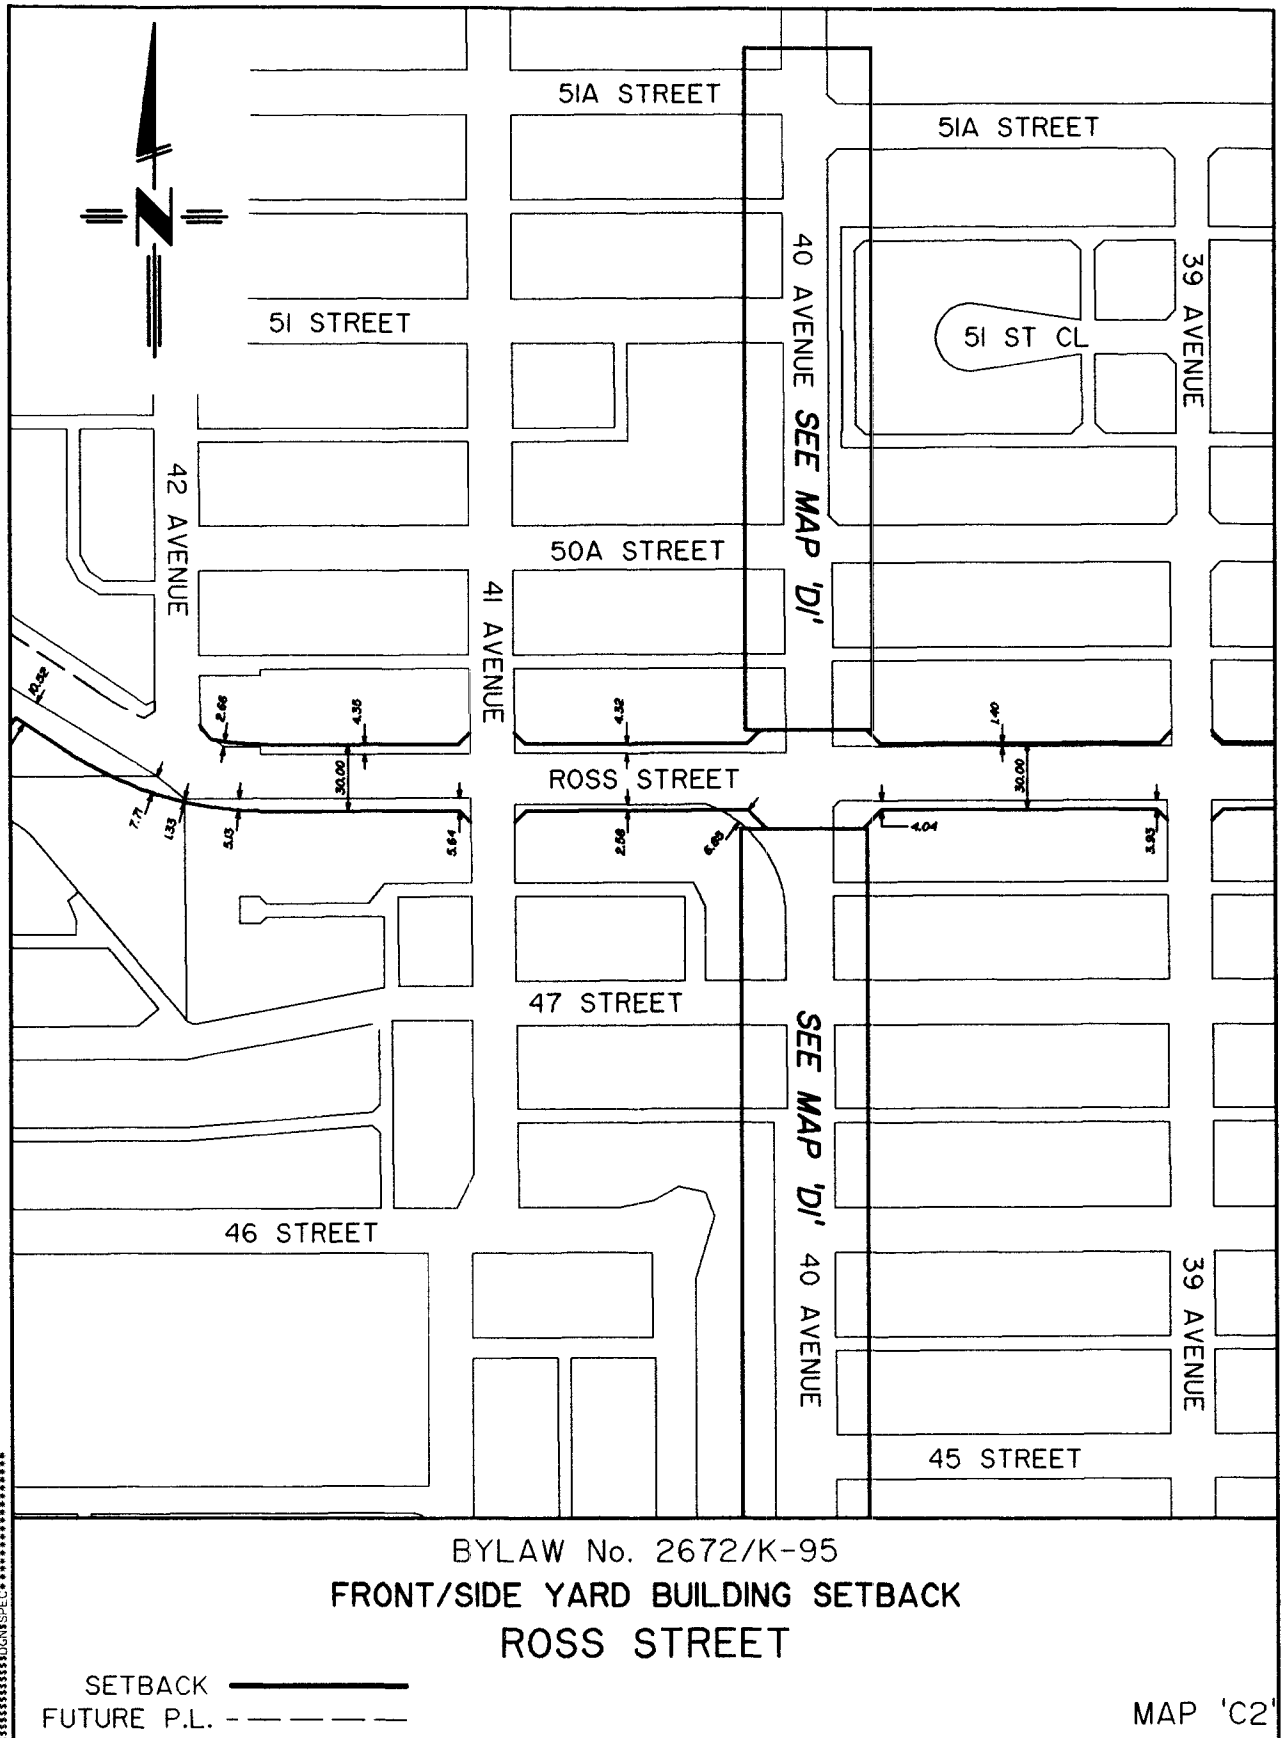 51A STREET
51A STREET
N
40 AVENUE SEE MAP 'D1'
39 AVENUE
51 STREET
51 ST CL
42 AVENUE
50A STREET
41 AVENUE
10.52
2.66
4.35
4.32
1.40
30.00
ROSS STREET
30.00
7.71
1.33
5.13
5.64
2.56
4.04
3.93
47 STREET
SEE MAP 'D1' 40 AVENUE
46 STREET
39 AVENUE
45 STREET
BYLAW No. 2672/K-95
FRONT/SIDE YARD BUILDING SETBACK
ROSS STREET
SETBACK
FUTURE P.L.
MAP 'C2'